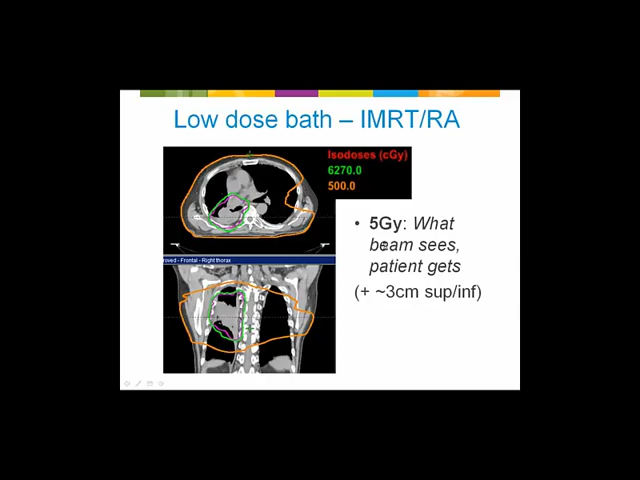 Low dose bath – IMRT/RA
Isodoses (cGy)
6270.0
500.0
• 5Gy: What
beam sees,
patient gets
(+ ~3cm sup/inf)
oved - Frontal - Right thorax